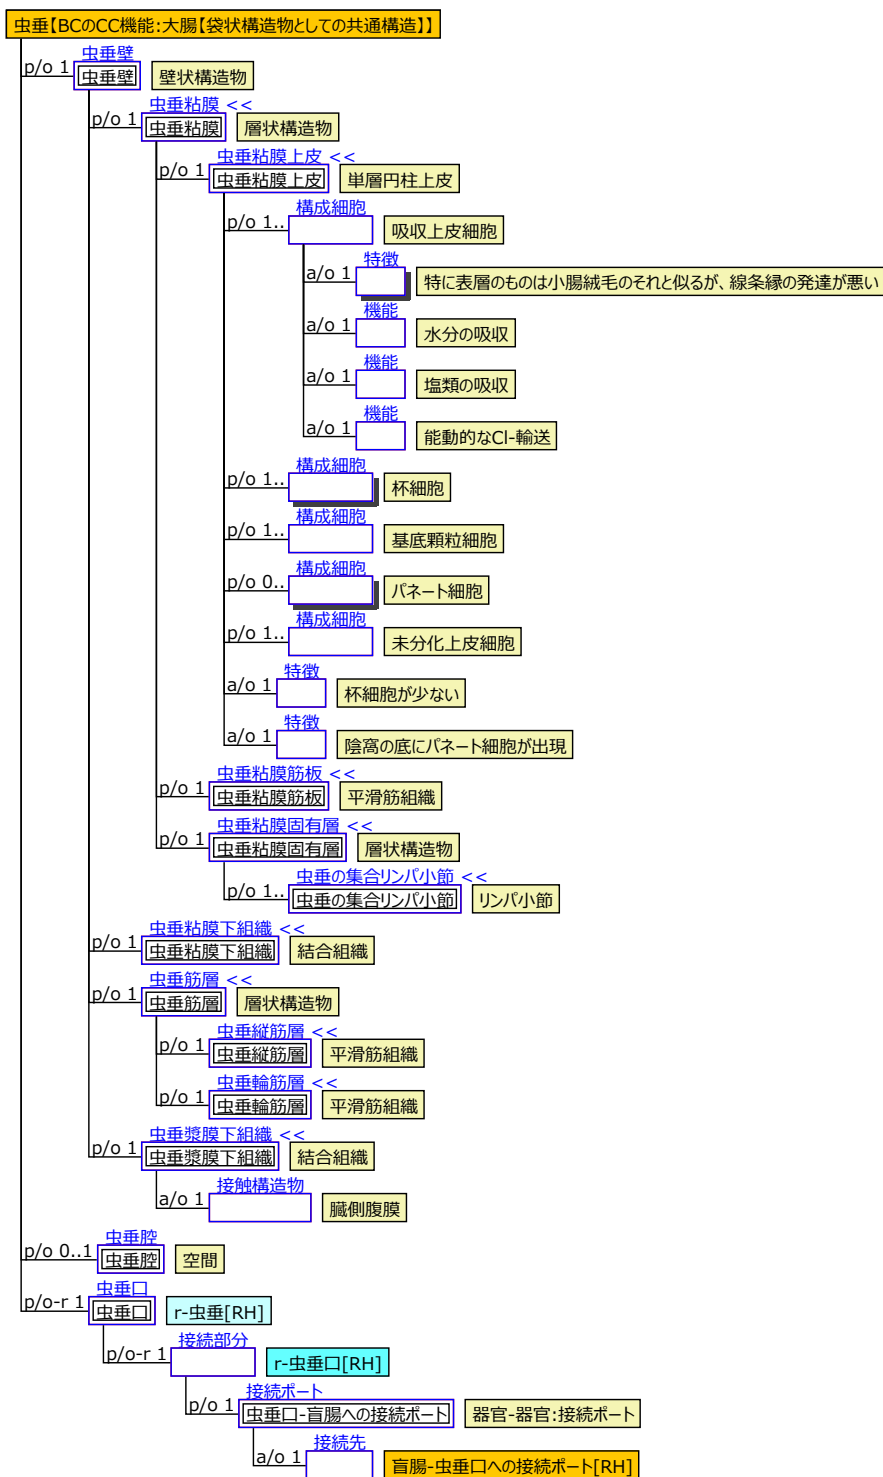 虫垂【BCのCC機能:大腸【袋状構造物としての共通構造】】
虫垂壁
p/o 1 虫垂壁 壁状構造物
虫垂粘膜 <<
p/o 1 虫垂粘膜 層状構造物
虫垂粘膜上皮 <<
p/o 1 虫垂粘膜上皮 単層円柱上皮
構成細胞
p/o 1.. 吸収上皮細胞
特徴
a/o 1 特に表層のものは小腸絨毛のそれと似るが、線条縁の発達が悪い
機能
a/o 1 水分の吸収
機能
a/o 1 塩類の吸収
機能
a/o 1 能動的なCl-輸送
構成細胞
p/o 1.. 杯細胞
構成細胞
p/o 1.. 基底顆粒細胞
構成細胞
p/o 0.. パネート細胞
構成細胞
p/o 1.. 未分化上皮細胞
特徴
a/o 1 杯細胞が少ない
特徴
a/o 1 陰窩の底にパネート細胞が出現
虫垂粘膜筋板 <<
p/o 1 虫垂粘膜筋板 平滑筋組織
虫垂粘膜固有層 <<
p/o 1 虫垂粘膜固有層 層状構造物
虫垂の集合リンパ小節 <<
p/o 1.. 虫垂の集合リンパ小節 リンパ小節
虫垂粘膜下組織 <<
p/o 1 虫垂粘膜下組織 結合組織
虫垂筋層 <<
p/o 1 虫垂筋層 層状構造物
虫垂縦筋層 <<
p/o 1 虫垂縦筋層 平滑筋組織
虫垂輪筋層 <<
p/o 1 虫垂輪筋層 平滑筋組織
虫垂漿膜下組織 <<
p/o 1 虫垂漿膜下組織 結合組織
接触構造物
a/o 1 臓側腹膜
虫垂腔
p/o 0..1 虫垂腔 空間
虫垂口
p/o-r 1 虫垂口 r-虫垂[RH]
接続部分
p/o-r 1 r-虫垂口[RH]
接続ポート
p/o 1 虫垂口-盲腸への接続ポート 器官-器官:接続ポート
接続先
a/o 1 盲腸-虫垂口への接続ポート[RH]